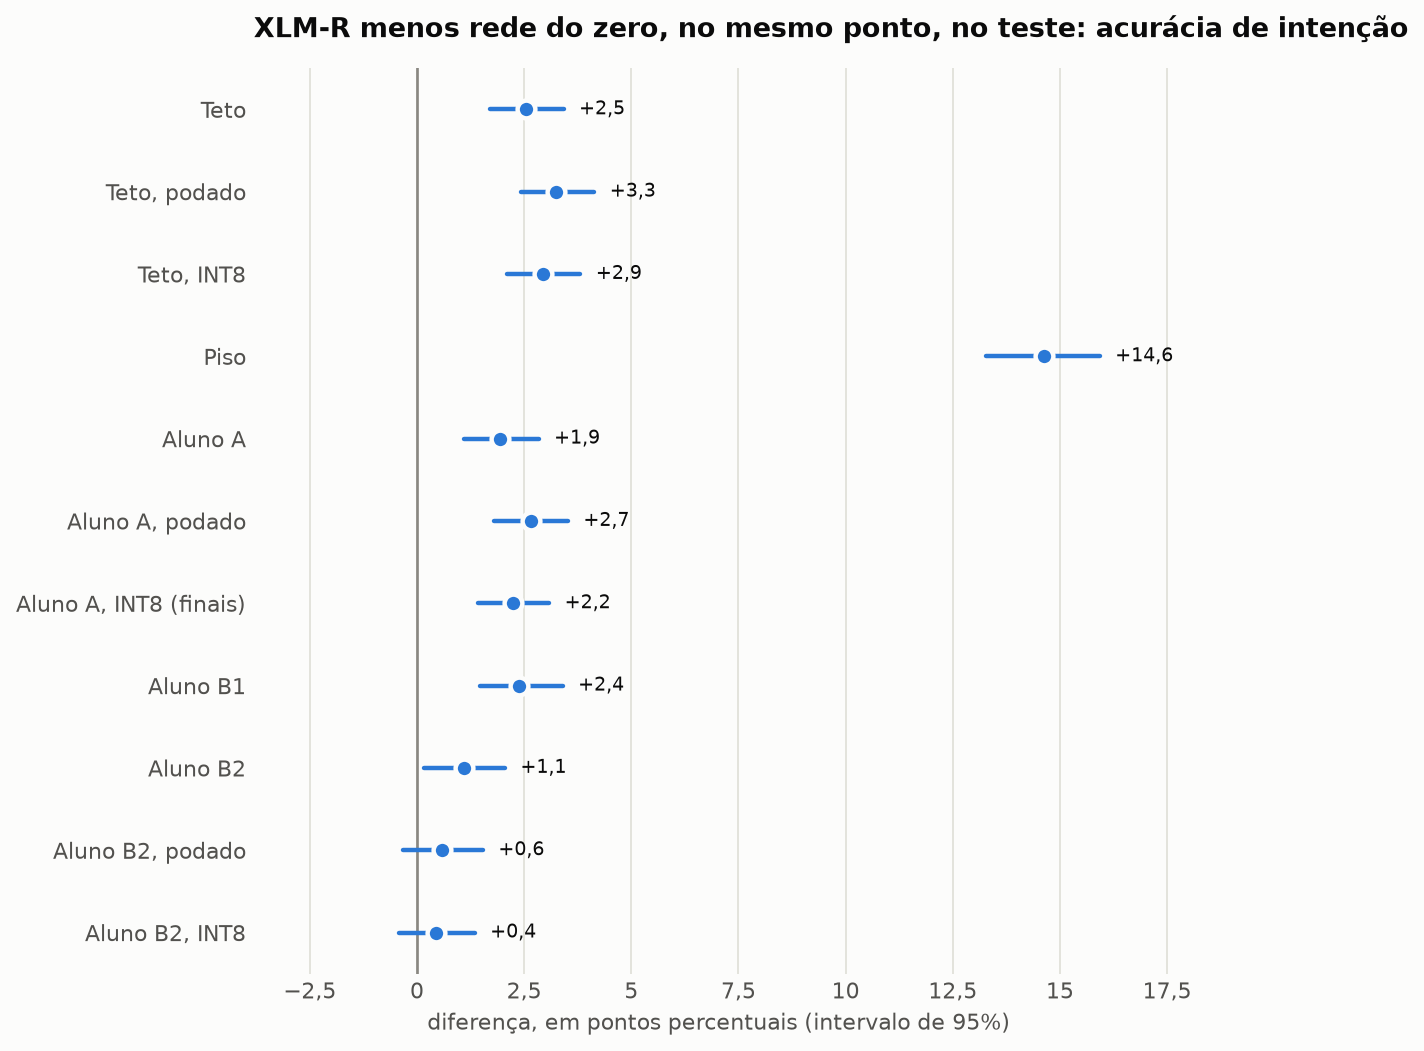 XLM-R menos rede do zero, no mesmo ponto, no teste: acurácia de intenção
Teto +2,5
Teto, podado +3,3
Teto, INT8 +2,9
Piso +14,6
Aluno A +1,9
Aluno A, podado +2,7
Aluno A, INT8 (finais) +2,2
Aluno B1 +2,4
Aluno B2 +1,1
Aluno B2, podado +0,6
Aluno B2, INT8 +0,4
−2,5 0 2,5 5 7,5 10 12,5 15 17,5
diferença, em pontos percentuais (intervalo de 95%)